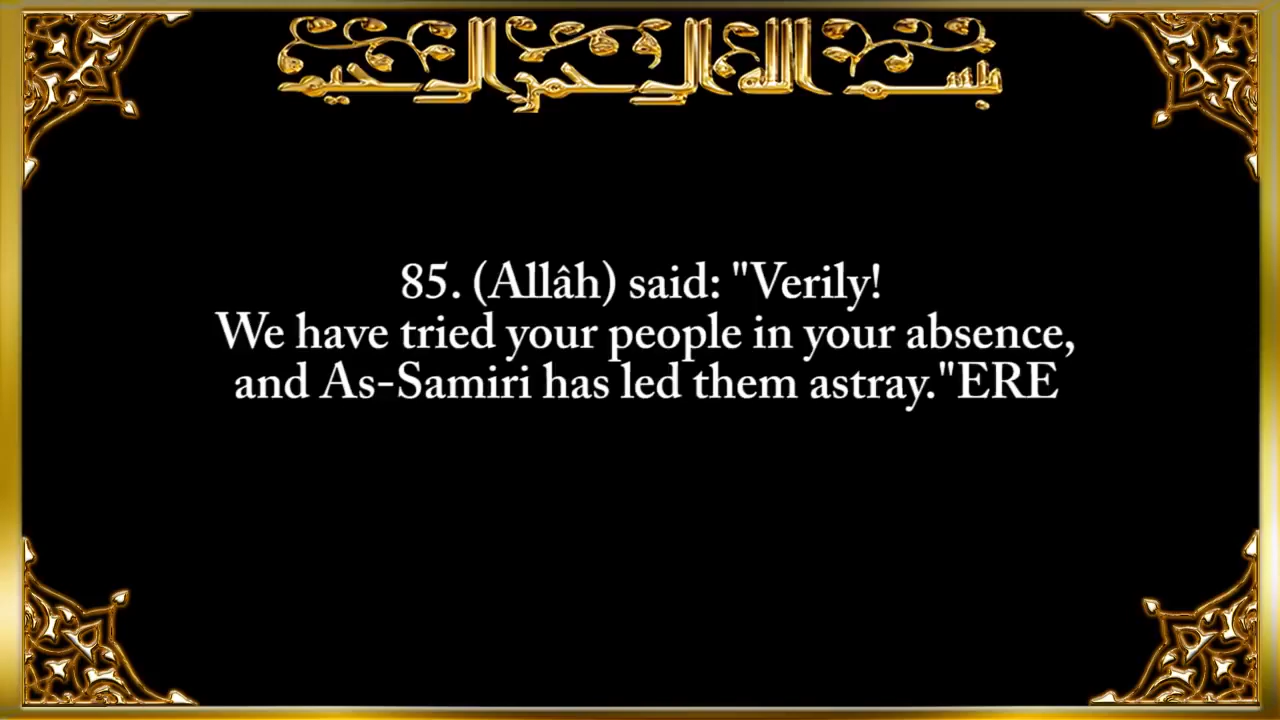 بسم الله الرحمن الرحيم
85. (Allâh) said: "Verily!
We have tried your people in your absence,
and As-Samiri has led them astray."ERE